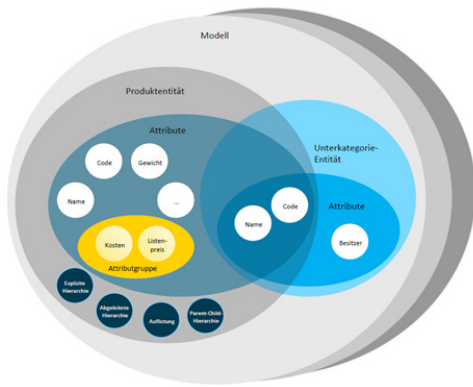 Modell
Produktentität
Attribute
Unterkategorie-
Entität
Code
Gewicht
Name
...
Code
Name
Attribute
Besitzer
Kosten
Listen-
preis
Attributgruppe
Explizite
Hierarchie
Abgeleitete
Hierarchie
Auflistung
Parent-Child-
Hierarchie